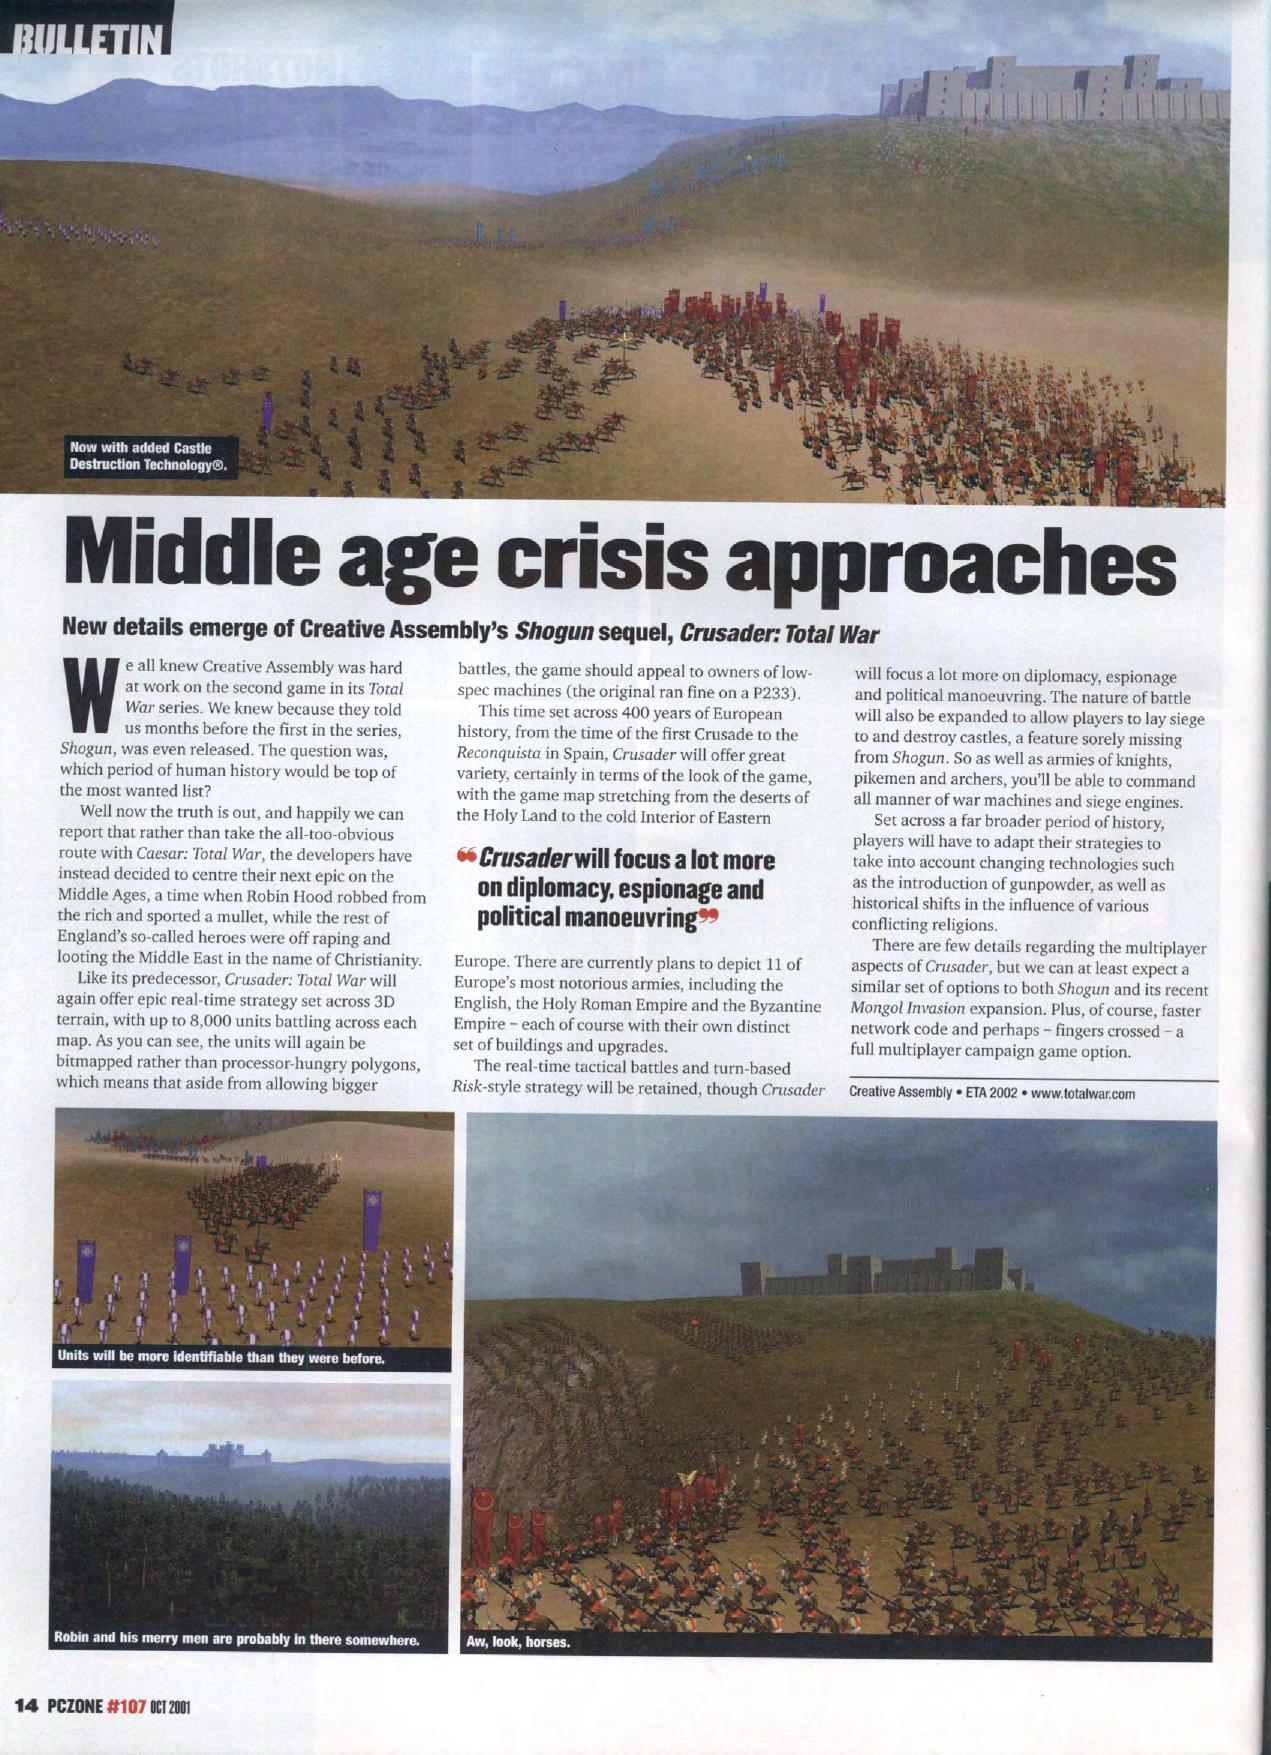 BULLETIN
Now with added Castle
Destruction Technology®.
Middle age crisis approaches
New details emerge of Creative Assembly's Shogun sequel, Crusader: Total War
We all knew Creative Assembly was hard
at work on the second game in its Total
War series. We knew because they told
us months before the first in the series,
Shogun, was even released. The question was,
which period of human history would be top of
the most wanted list?
Well now the truth is out, and happily we can
report that rather than take the all-too-obvious
route with Caesar: Total War, the developers have
instead decided to centre their next epic on the
Middle Ages, a time when Robin Hood robbed from
the rich and sported a mullet, while the rest of
England's so-called heroes were off raping and
looting the Middle East in the name of Christianity.
Like its predecessor, Crusader: Total War will
again offer epic real-time strategy set across 3D
terrain, with up to 8,000 units battling across each
map. As you can see, the units will again be
bitmapped rather than processor-hungry polygons,
which means that aside from allowing bigger
battles, the game should appeal to owners of low-
spec machines (the original ran fine on a P233).
This time set across 400 years of European
history, from the time of the first Crusade to the
Reconquista in Spain, Crusader will offer great
variety, certainly in terms of the look of the game,
with the game map stretching from the deserts of
the Holy Land to the cold Interior of Eastern
“Crusader will focus a lot more
on diplomacy, espionage and
political manoeuvring”
Europe. There are currently plans to depict 11 of
Europe's most notorious armies, including the
English, the Holy Roman Empire and the Byzantine
Empire – each of course with their own distinct
set of buildings and upgrades.
The real-time tactical battles and turn-based
Risk-style strategy will be retained, though Crusader
will focus a lot more on diplomacy, espionage
and political manoeuvring. The nature of battle
will also be expanded to allow players to lay siege
to and destroy castles, a feature sorely missing
from Shogun. So as well as armies of knights,
pikemen and archers, you'll be able to command
all manner of war machines and siege engines.
Set across a far broader period of history,
players will have to adapt their strategies to
take into account changing technologies such
as the introduction of gunpowder, as well as
historical shifts in the influence of various
conflicting religions.
There are few details regarding the multiplayer
aspects of Crusader, but we can at least expect a
similar set of options to both Shogun and its recent
Mongol Invasion expansion. Plus, of course, faster
network code and perhaps – fingers crossed – a
full multiplayer campaign game option.
Creative Assembly • ETA 2002 • www.totalwar.com
Units will be more identifiable than they were before.
Robin and his merry men are probably in there somewhere.
Aw, look, horses.
14 PCZONE #107 OCT 2001